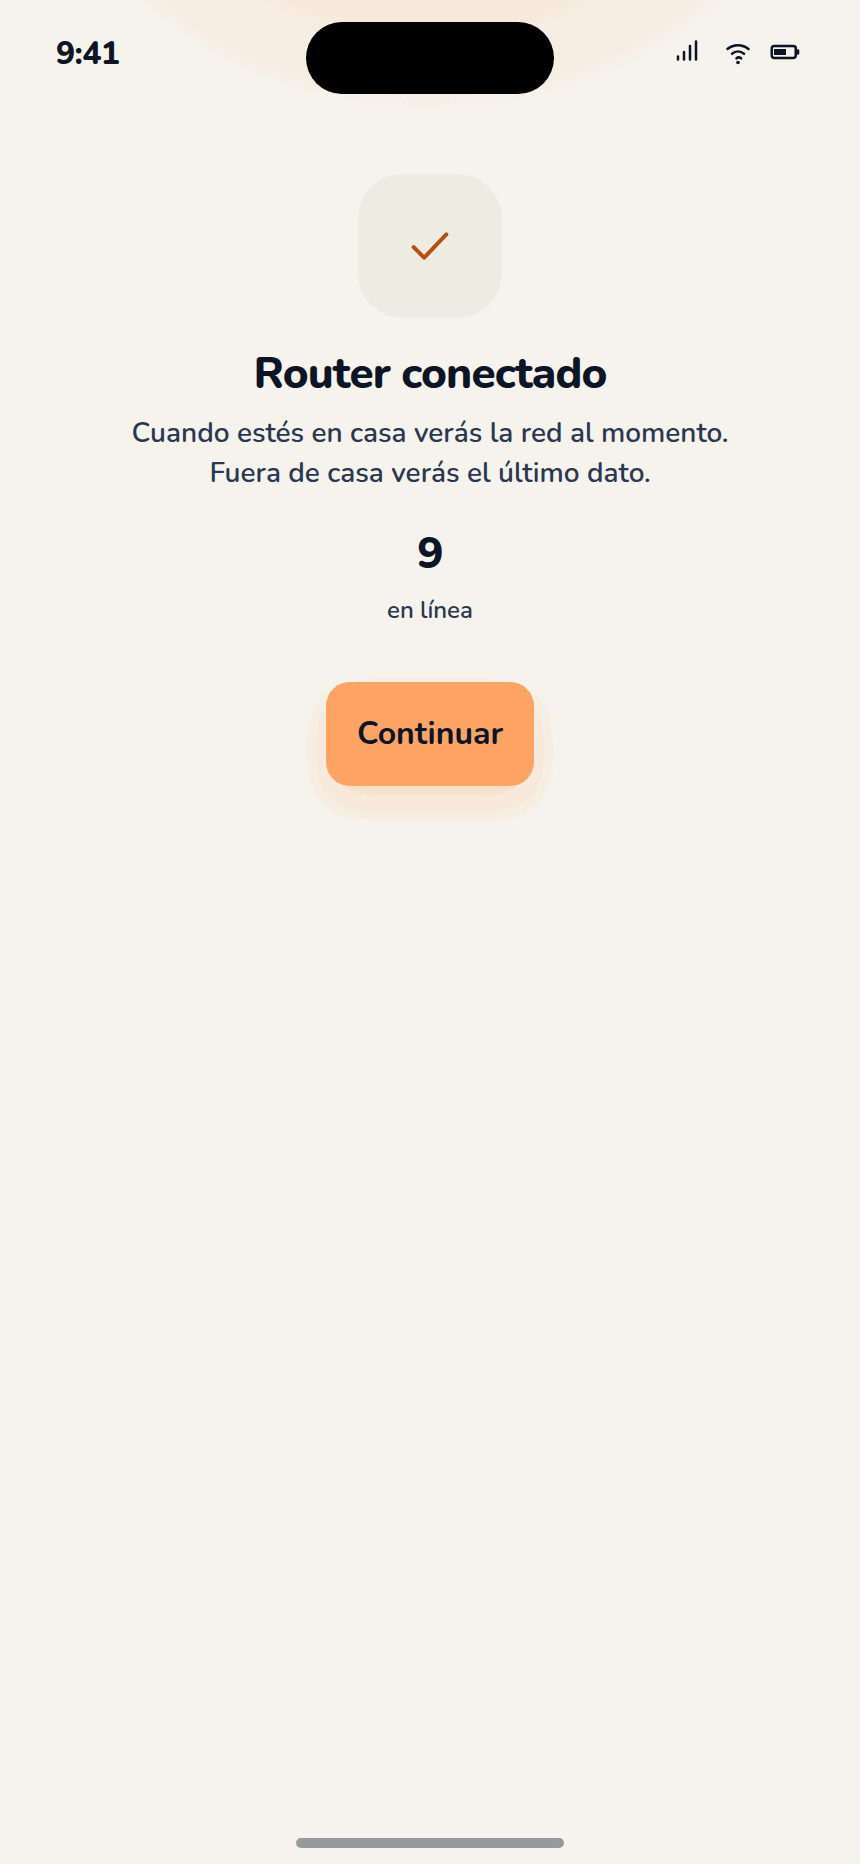 9:41
Router conectado
Cuando estés en casa verás la red al momento.
Fuera de casa verás el último dato.
9
en línea
Continuar